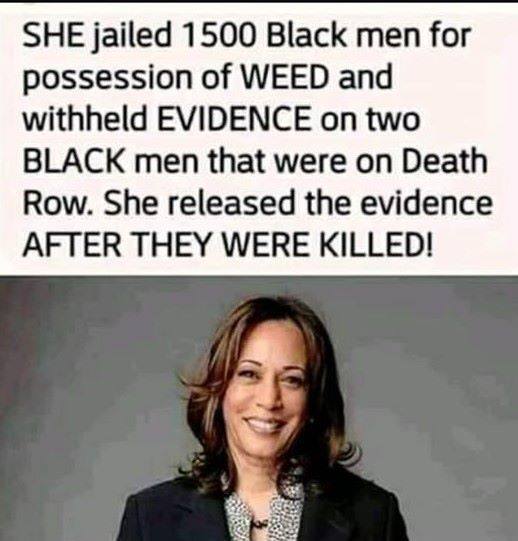 SHE jailed 1500 Black men for
possession of WEED and
withheld EVIDENCE on two
BLACK men that were on Death
Row. She released the evidence
AFTER THEY WERE KILLED!